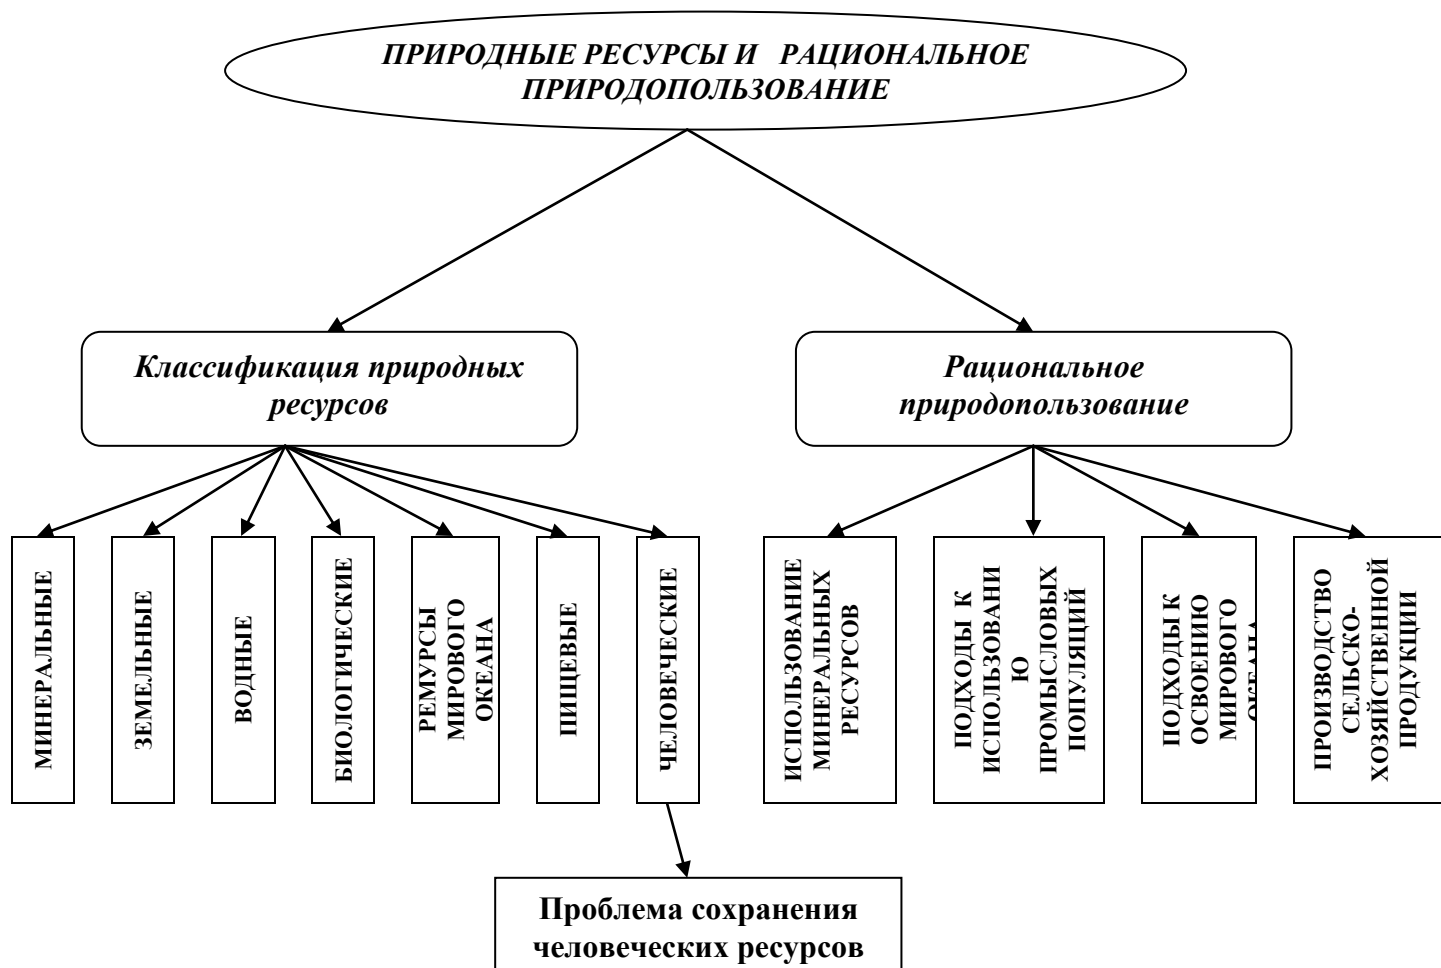 ПРИРОДНЫЕ РЕСУРСЫ И РАЦИОНАЛЬНОЕ
ПРИРОДОПОЛЬЗОВАНИЕ
Классификация природных
ресурсов
Рациональное
природопользование
МИНЕРАЛЬНЫЕ
ЗЕМЕЛЬНЫЕ
ВОДНЫЕ
БИОЛОГИЧЕСКИЕ
РЕМУРСЫ
МИРОВОГО
ОКЕАНА
ПИЩЕВЫЕ
ЧЕЛОВЕЧЕСКИЕ
ИСПОЛЬЗОВАНИЕ
МИНЕРАЛЬНЫХ
РЕСУРСОВ
ПОДХОДЫ К
ИСПОЛЬЗОВАНИ
Ю
ПРОМЫСЛОВЫХ
ПОПУЛЯЦИЙ
ПОДХОДЫ К
ОСВОЕНИЮ
МИРОВОГО
ОКЕАНА
ПРОИЗВОДСТВО
СЕЛЬСКО-
ХОЗЯЙСТВЕННОЙ
ПРОДУКЦИИ
Проблема сохранения
человеческих ресурсов